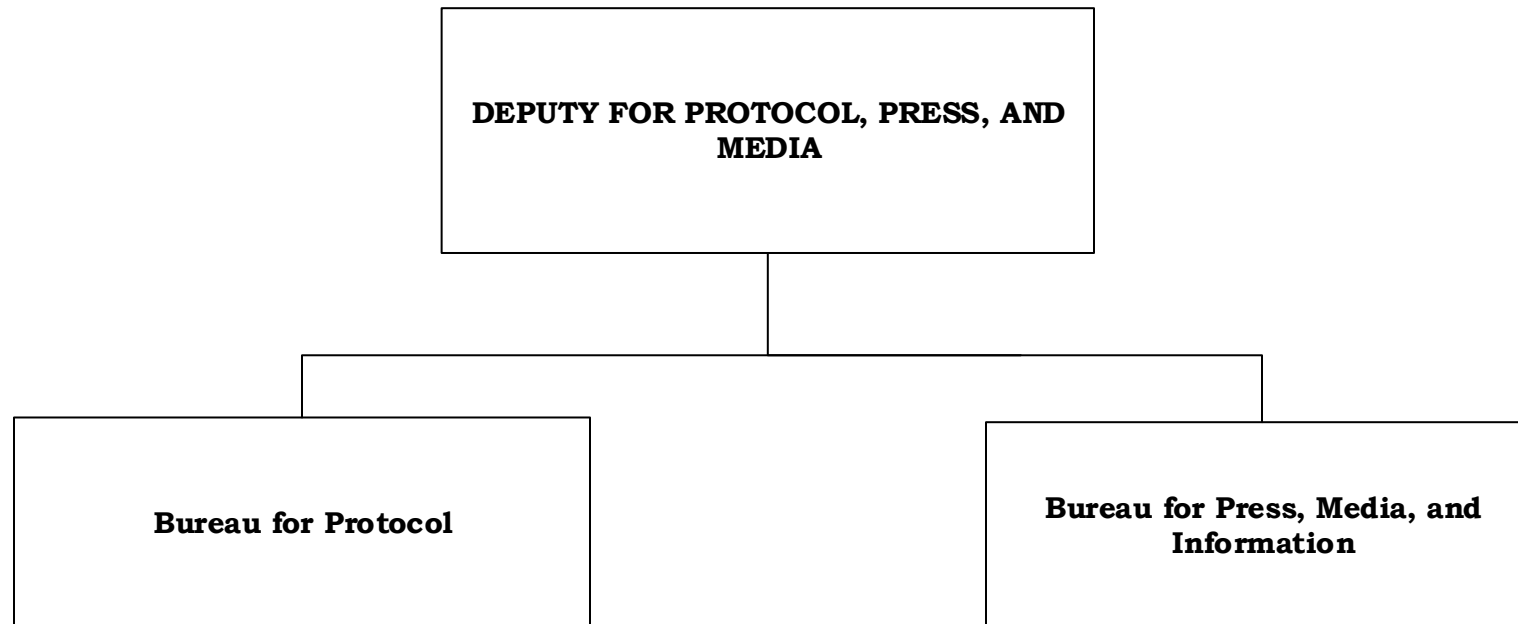 DEPUTY FOR PROTOCOL, PRESS, AND
MEDIA
Bureau for Protocol
Bureau for Press, Media, and
Information